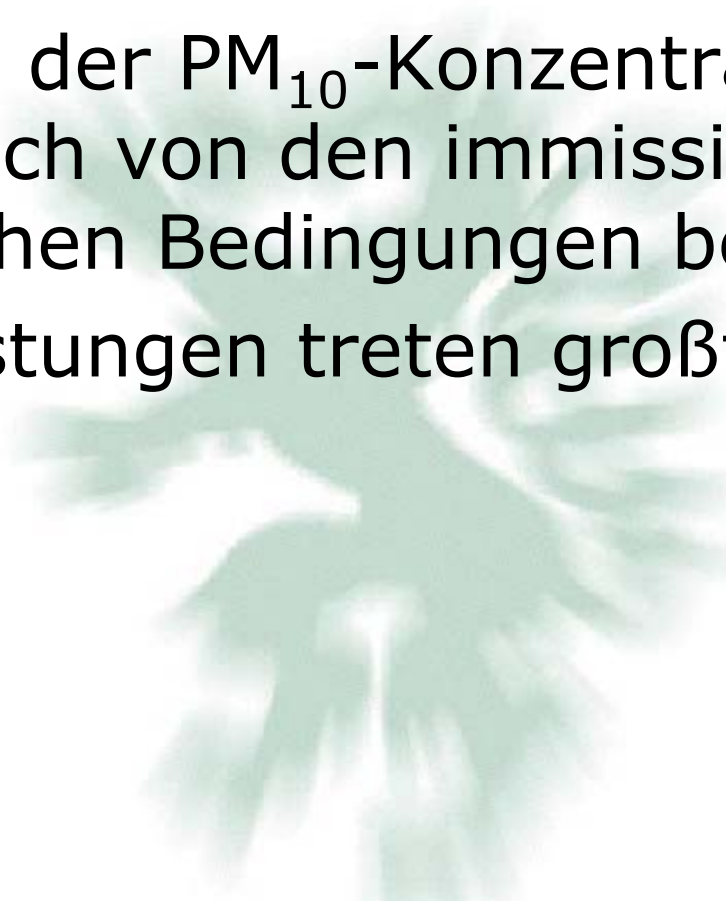 der PM₁₀-Konzentra
ch von den immissi
hen Bedingungen be
stungen treten groß